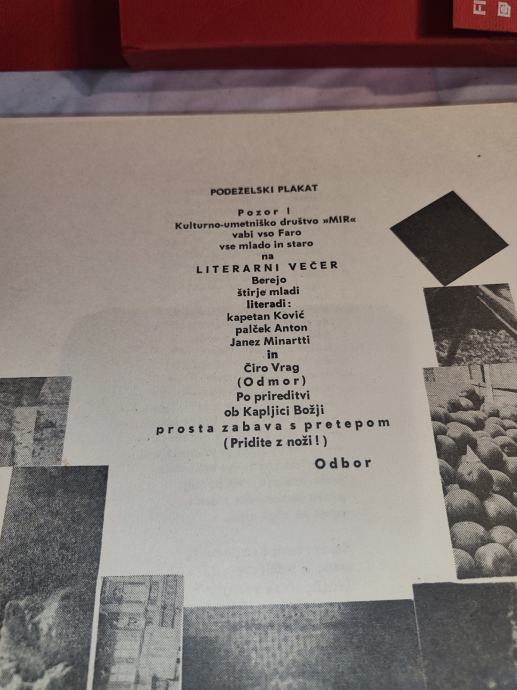 PODEŽELSKI PLAKAT
Pozor !
Kulturno-umetniško društvo »MIR«
vabi vso Faro
vse mlado in staro
na
LITERARNI VEČER
Berejo
štirje mladi
literadi:
kapetan Ković
palček Anton
Janez Minartti
in
Čiro Vrag
(Odmor)
Po prireditvi
ob Kapljici Božji
prosta zabava s pretepom
(Pridite z noži!)
Odbor